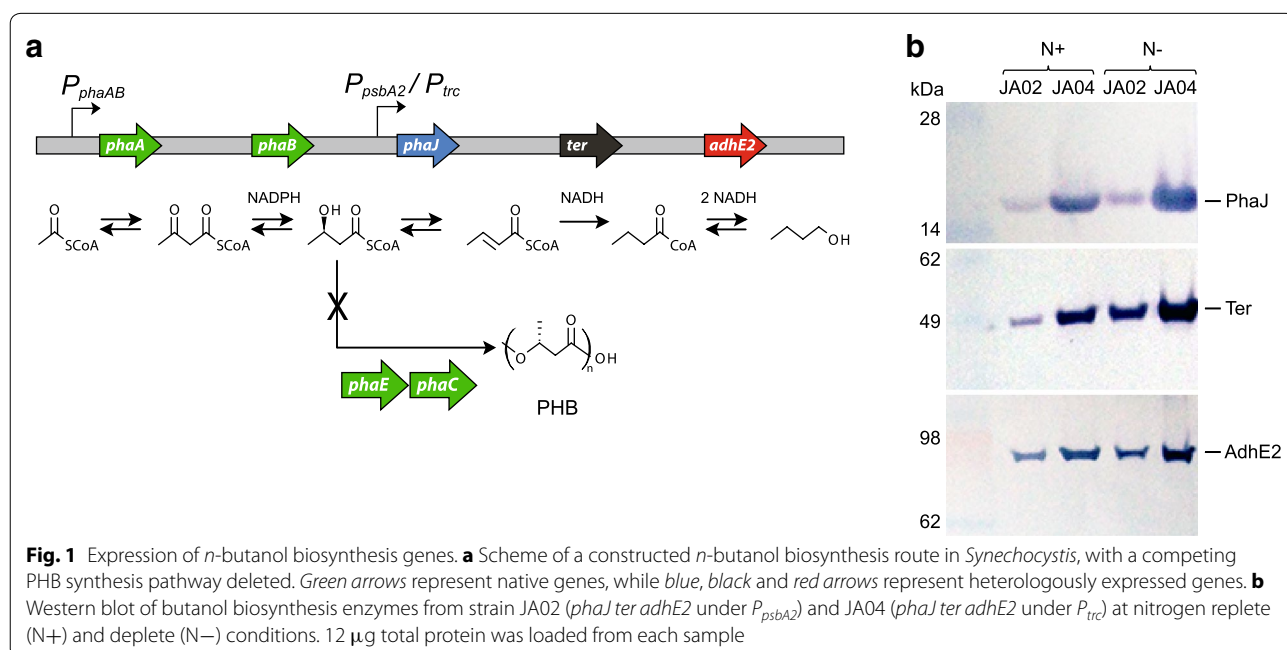 a
P_phaAB
P_psbA2 / P_trc
phaA phaB phaJ ter adhE2
NADPH NADH 2 NADH
O SCoA
O O SCoA
OH O SCoA
O SCoA
O CoA
OH
X
phaE phaC
O O OH n
PHB
b
N+ N-
kDa JA02 JA04 JA02 JA04
28
PhaJ
14
62
Ter
49
98
AdhE2
62
Fig. 1 Expression of n-butanol biosynthesis genes. a Scheme of a constructed n-butanol biosynthesis route in Synechocystis, with a competing
PHB synthesis pathway deleted. Green arrows represent native genes, while blue, black and red arrows represent heterologously expressed genes. b
Western blot of butanol biosynthesis enzymes from strain JA02 (phaJ ter adhE2 under P_psbA2) and JA04 (phaJ ter adhE2 under P_trc) at nitrogen replete
(N+) and deplete (N−) conditions. 12 μg total protein was loaded from each sample